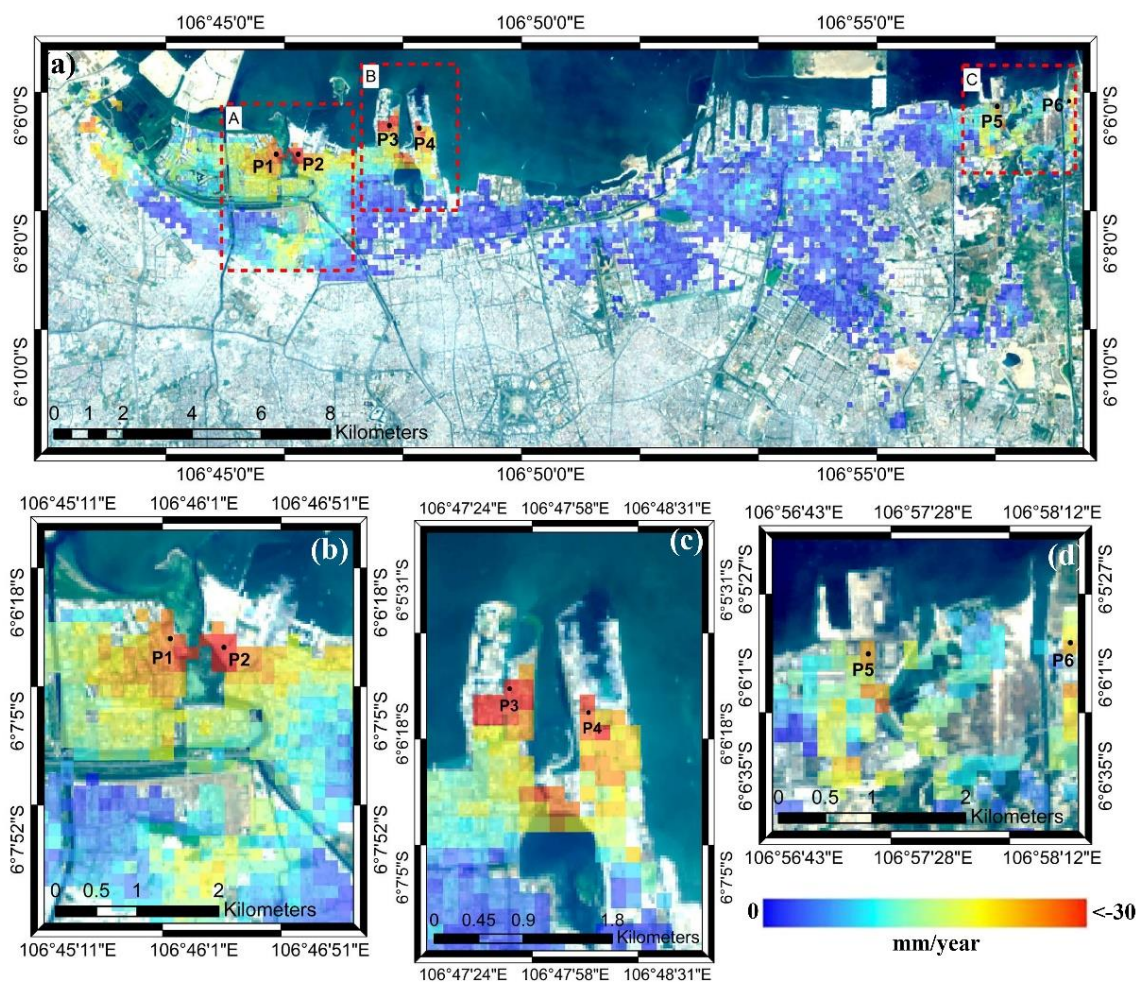 106°45'0"E 106°50'0"E 106°55'0"E
a)
A
B
C
P1 P2 P3 P4 P5 P6
6°6'0"S 6°6'0"S
6°8'0"S 6°8'0"S
6°10'0"S 6°10'0"S
0 1 2 4 6 8
Kilometers
106°45'0"E 106°50'0"E 106°55'0"E
106°45'11"E 106°46'1"E 106°46'51"E
(b)
6°6'18"S 6°6'18"S
P1 P2
6°7'5"S 6°7'5"S
6°7'52"S 6°7'52"S
0 0.5 1 2
Kilometers
106°45'11"E 106°46'1"E 106°46'51"E
106°47'24"E 106°47'58"E 106°48'31"E
(c)
6°5'31"S 6°5'31"S
P3 P4
6°6'18"S 6°6'18"S
6°7'5"S 6°7'5"S
0 0.45 0.9 1.8
Kilometers
106°47'24"E 106°47'58"E 106°48'31"E
106°56'43"E 106°57'28"E 106°58'12"E
(d)
6°5'27"S 6°5'27"S
P5 P6
6°6'1"S 6°6'1"S
6°6'35"S 6°6'35"S
0 0.5 1 2
Kilometers
106°56'43"E 106°57'28"E 106°58'12"E
0 <-30
mm/year